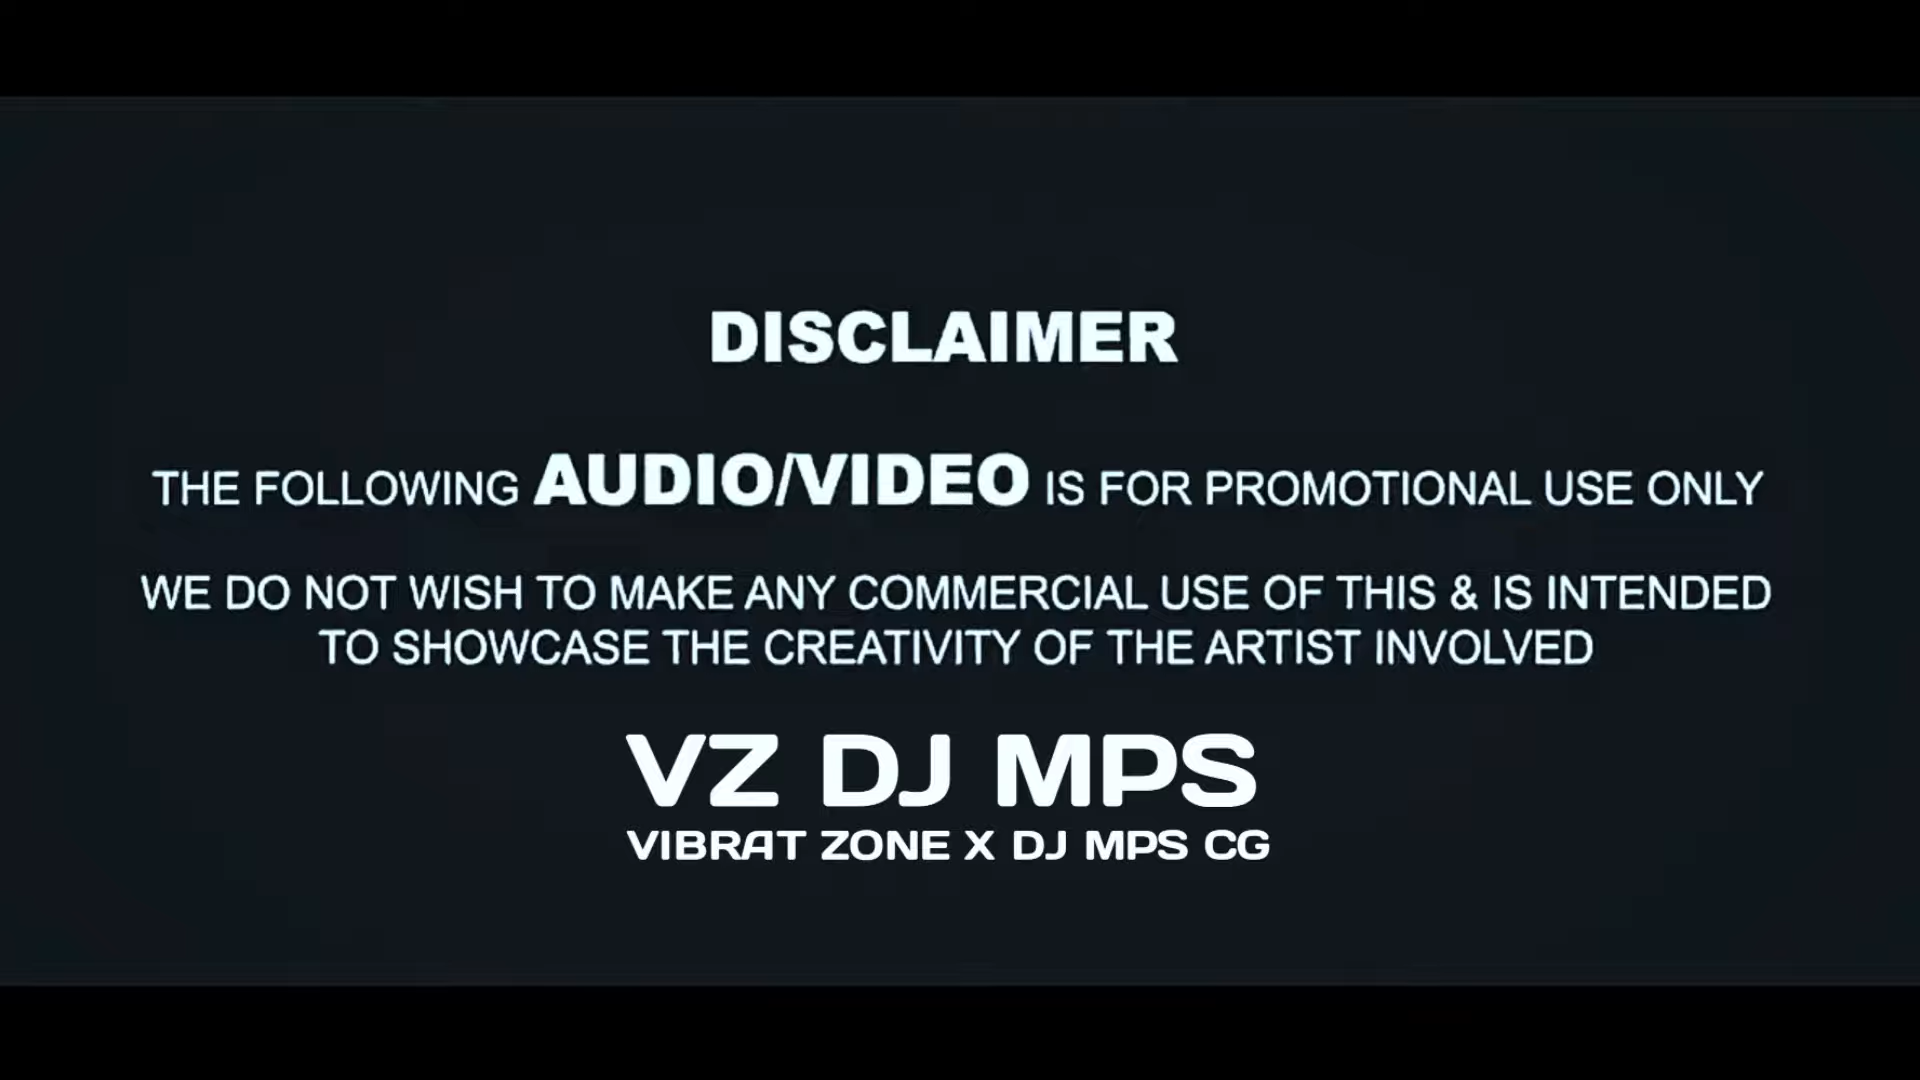 DISCLAIMER
THE FOLLOWING AUDIO/VIDEO IS FOR PROMOTIONAL USE ONLY
WE DO NOT WISH TO MAKE ANY COMMERCIAL USE OF THIS & IS INTENDED
TO SHOWCASE THE CREATIVITY OF THE ARTIST INVOLVED
VZ DJ MPS
VIBRAT ZONE X DJ MPS CG